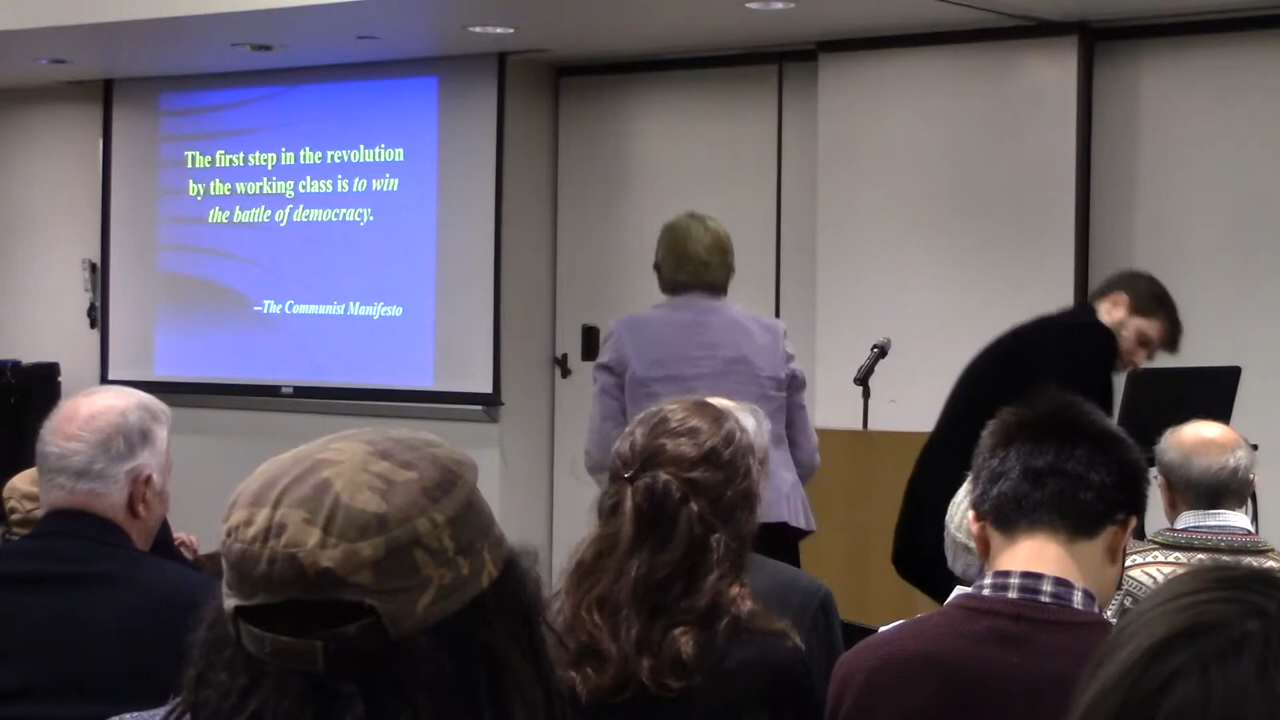 The first step in the revolution
by the working class is to win
the battle of democracy.
–The Communist Manifesto